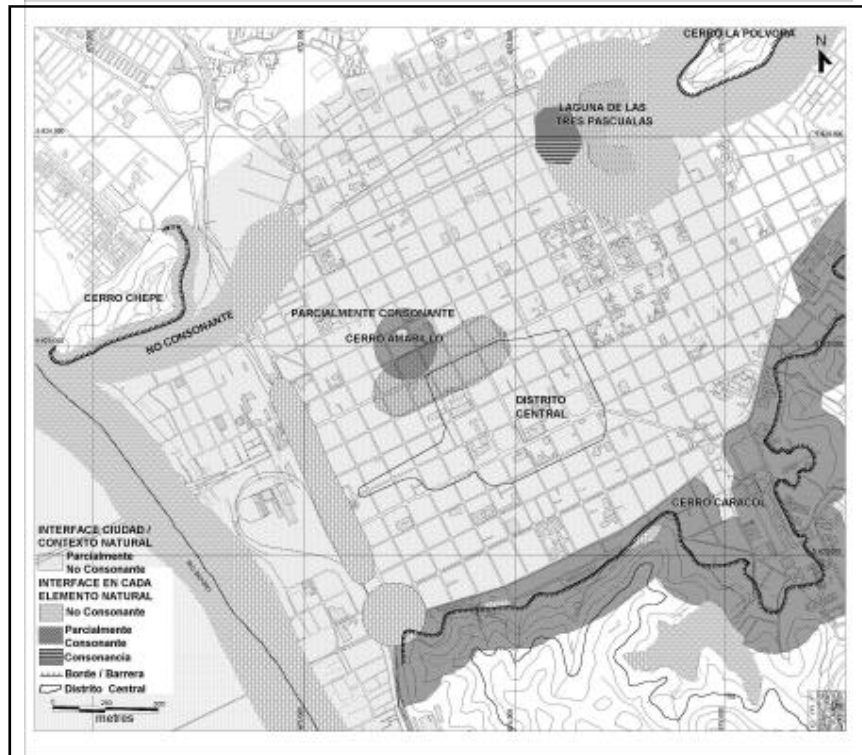 CERRO LA POLVORA
N
LAGUNA DE LAS
TRES PASCUALAS
CERRO CHEPE
NO CONSONANTE
PARCIALMENTE CONSONANTE
CERRO AMARILLO
DISTRITO
CENTRAL
CERRO CARACOL
INTERFACE CIUDAD /
CONTEXTO NATURAL
Parcialmente
No Consonante
INTERFACE EN CADA
ELEMENTO NATURAL
No Consonante
Parcialmente
Consonante
Consonancia
Borde / Barrera
Distrito Central
0
metres